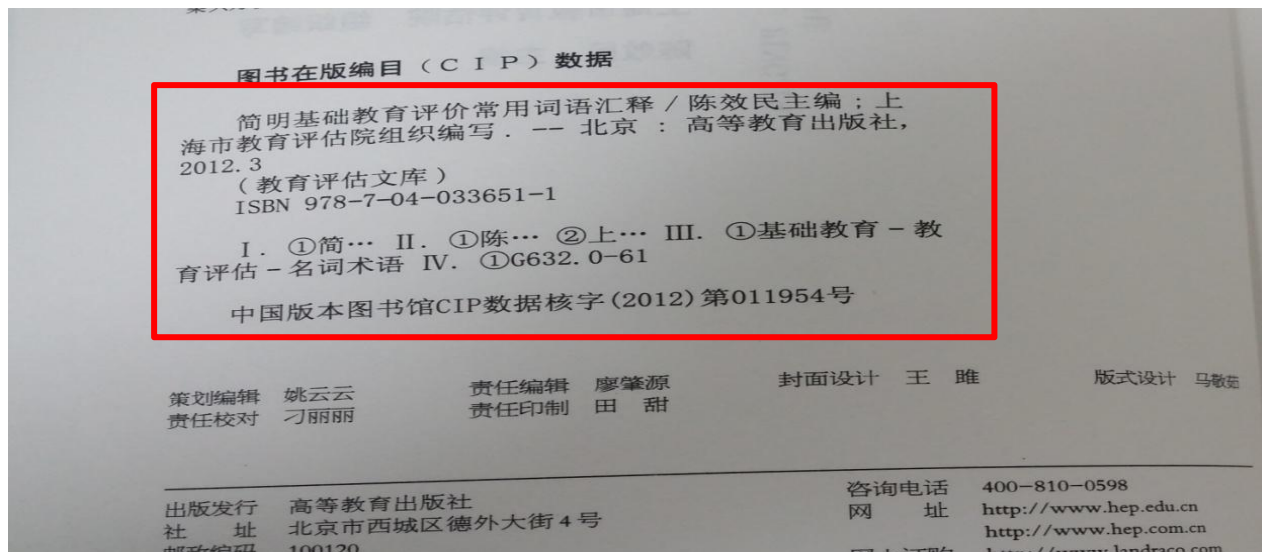 图书在版编目（CIP）数据
简明基础教育评价常用词语汇释 / 陈效民主编；上
海市教育评估院组织编写. -- 北京：高等教育出版社，
2012.3
（教育评估文库）
ISBN 978-7-04-033651-1
I. ①简… II. ①陈… ②上… III. ①基础教育－教
育评估－名词术语 IV. ①G632.0-61
中国版本图书馆CIP数据核字(2012)第011954号
策划编辑 姚云云 责任编辑 廖肇源 封面设计 王 雎 版式设计 马敬茹
责任校对 刁丽丽 责任印制 田 甜
出版发行 高等教育出版社 咨询电话 400-810-0598
社 址 北京市西城区德外大街4号 网 址 http://www.hep.edu.cn
http://www.hep.com.cn
邮政编码 100120 http://www.landraco.com